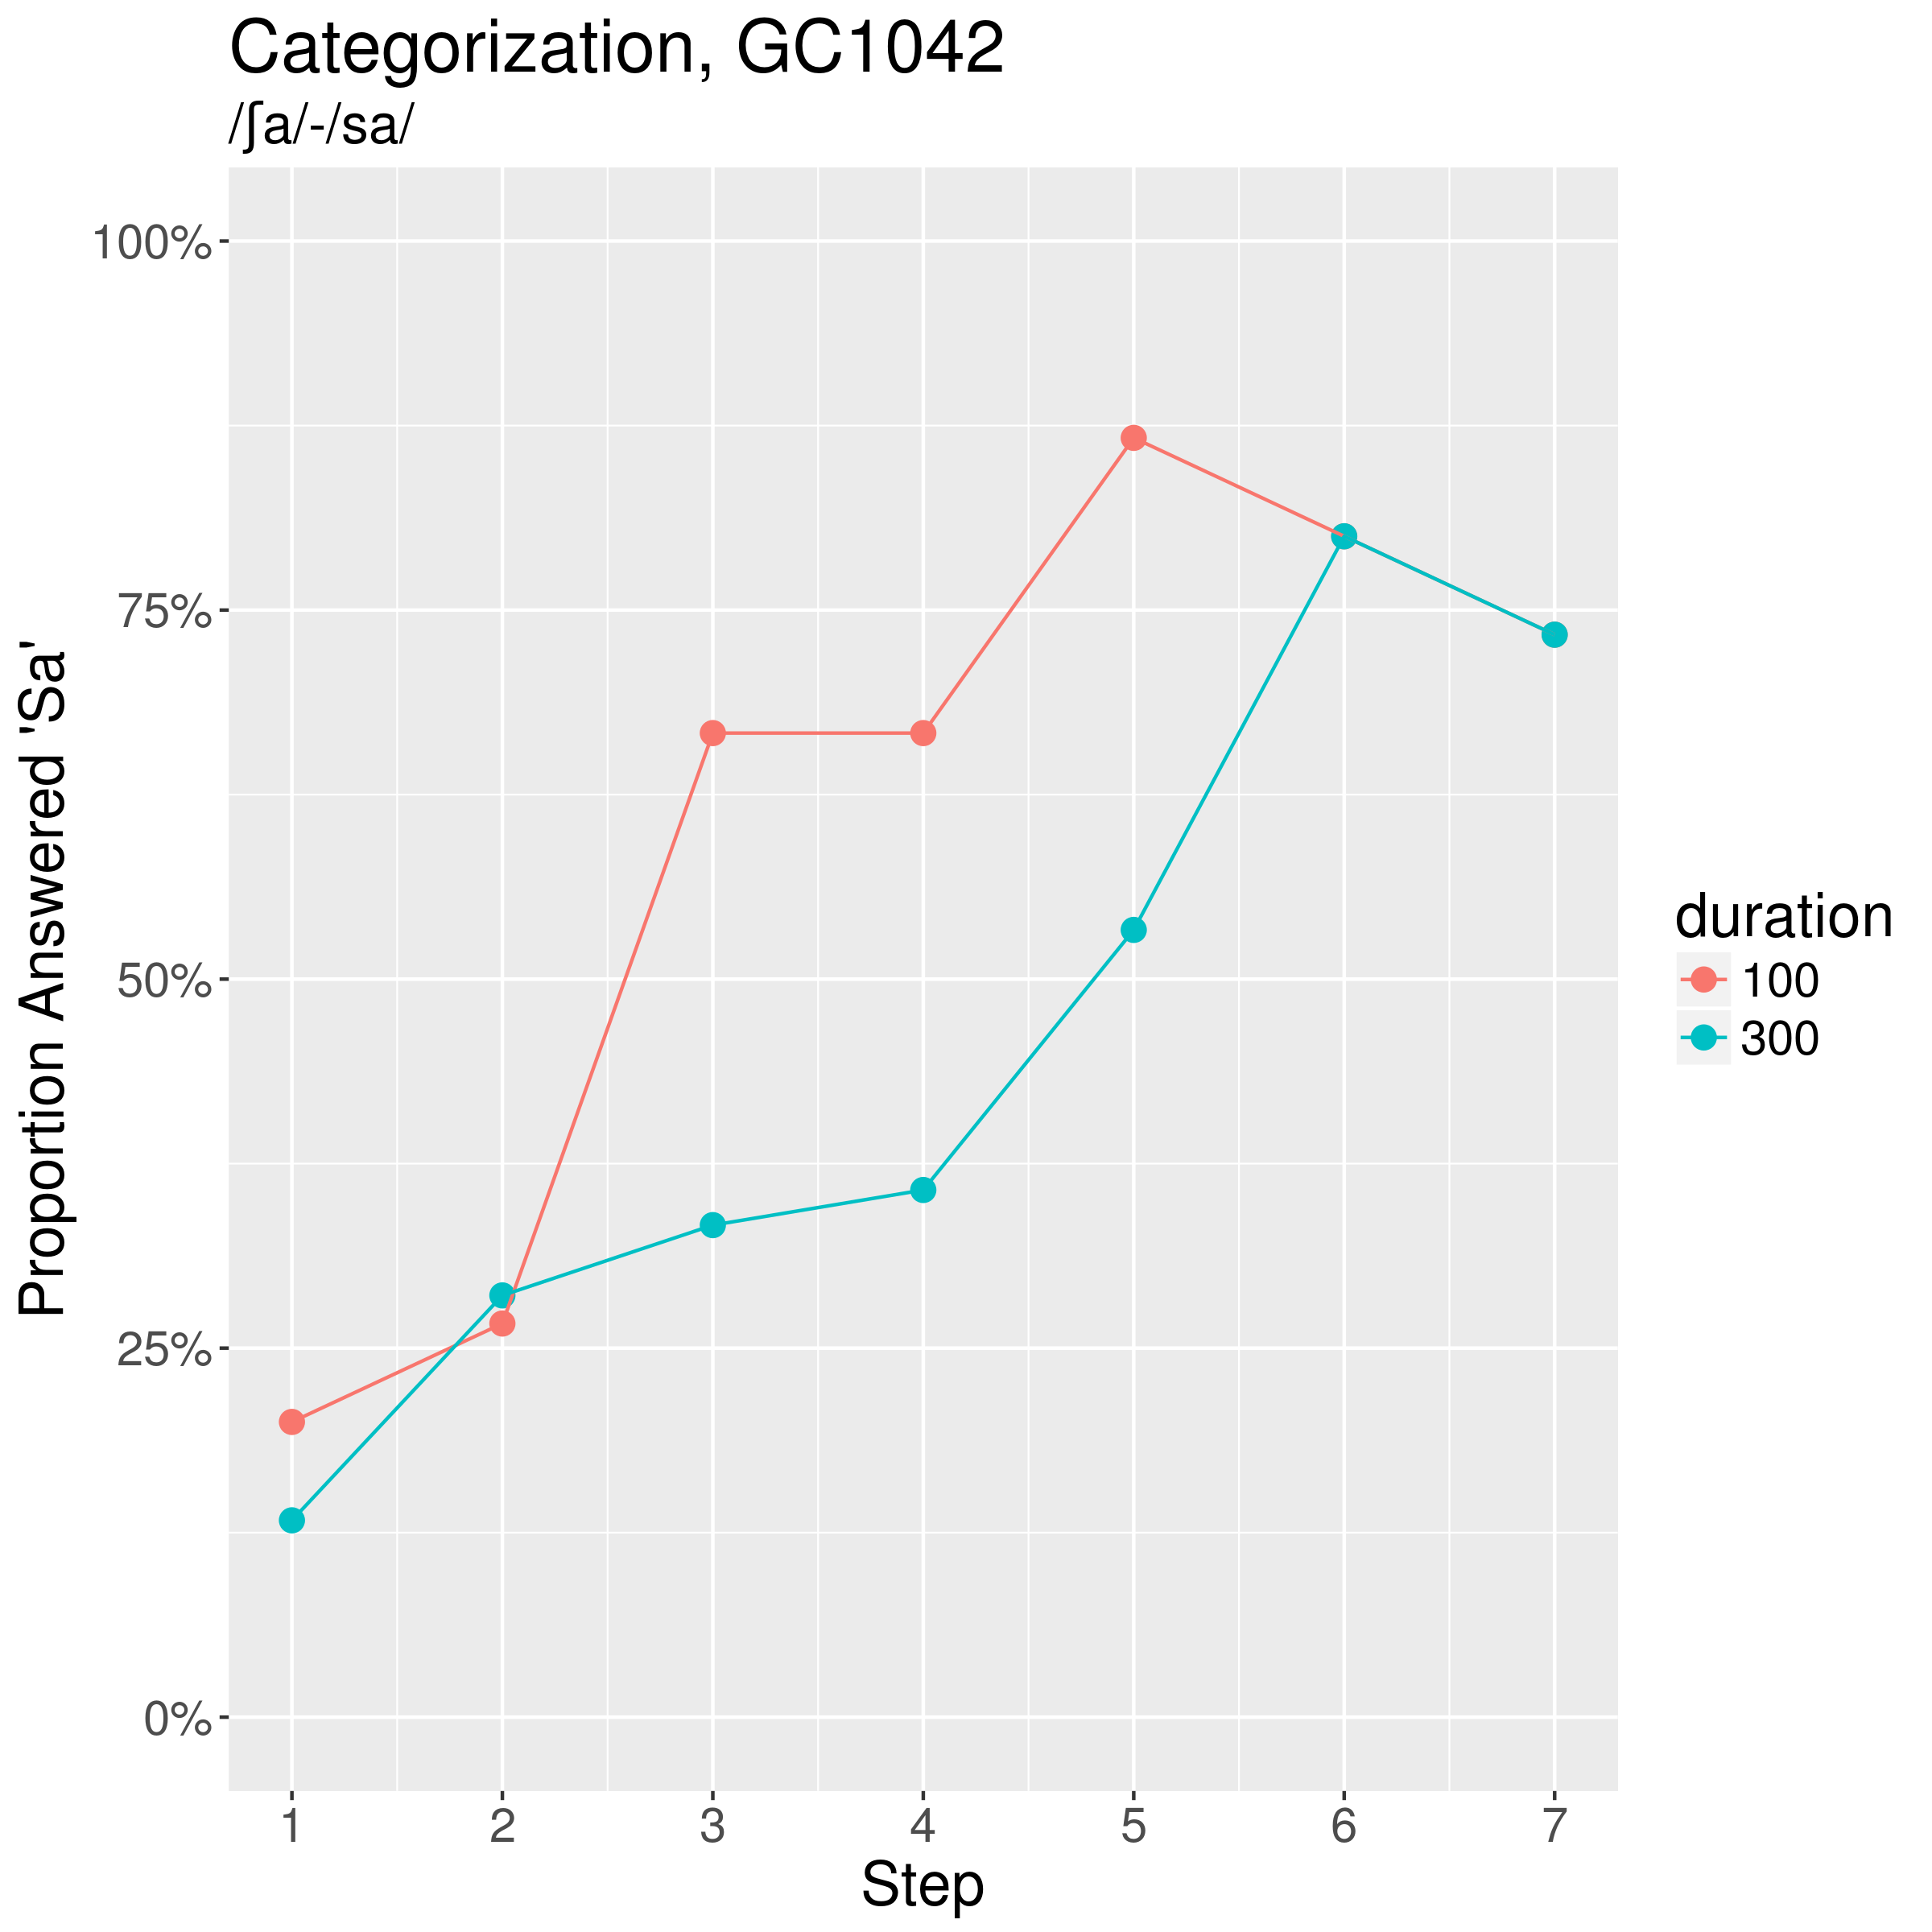 Categorization, GC1042
/ʃa/-/sa/
100%
75%
50%
25%
0%
Proportion Answered 'Sa'
1 2 3 4 5 6 7
Step
duration
100
300